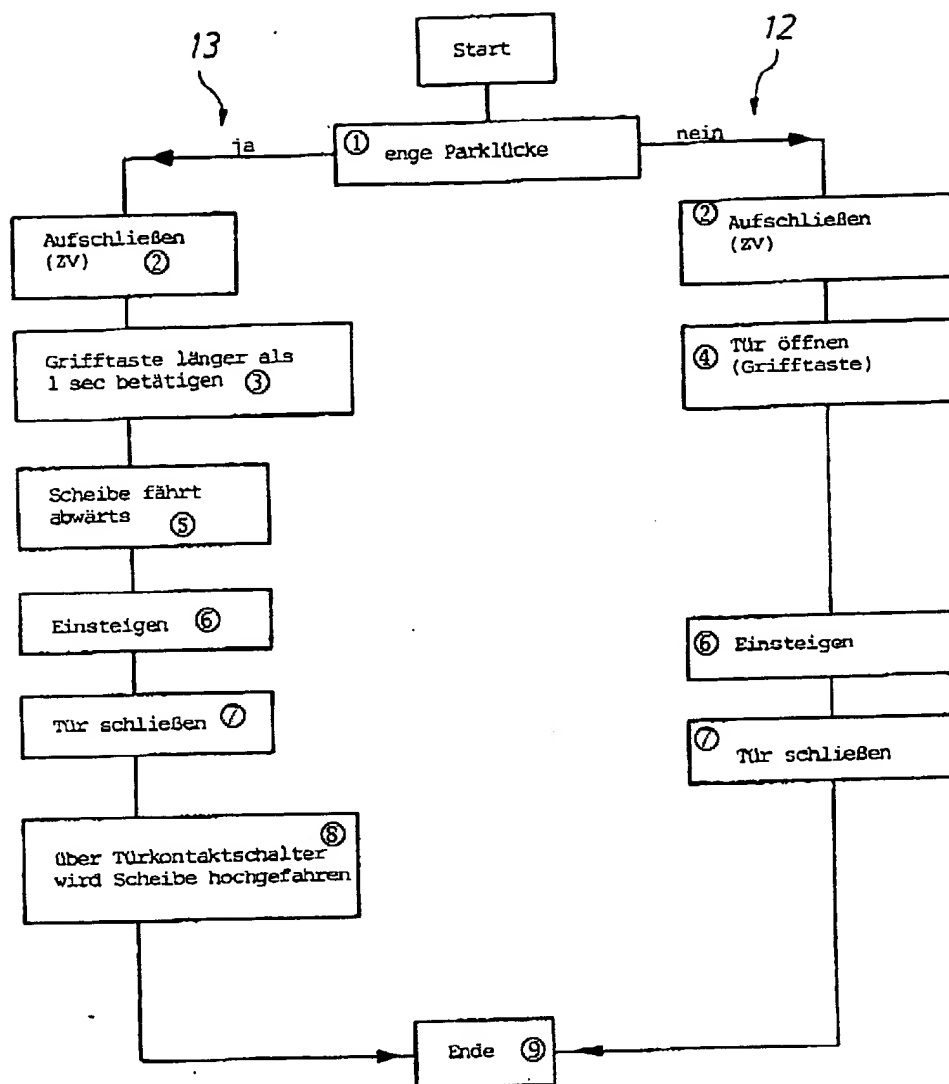 13
12
Start
ja
① enge Parklücke
nein
Aufschließen
(ZV) ②
② Aufschließen
(ZV)
Grifftaste länger als
1 sec betätigen ③
④ Tür öffnen
(Grifftaste)
Scheibe fährt
abwärts ⑤
Einsteigen ⑥
⑥ Einsteigen
Tür schließen ⑦
⑦ Tür schließen
⑧
über Türkontaktschalter
wird Scheibe hochgefahren
Ende ⑨